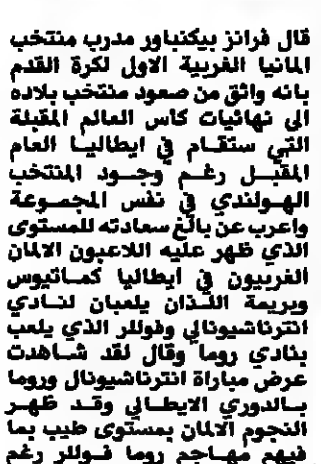 قال فرانز بيكنباور مدرب منتخب
المانيا الغربية الاول لكرة القدم
بانه واثق من صعود منتخب بلاده
الى نهائيات كأس العالم المقبلة
التي ستقام في ايطاليا العام
المقبل رغم وجود المنتخب
الهولندي في نفس المجموعة
واعرب عن بالغ سعادته للمستوى
الذي ظهر عليه اللاعبون الالمان
الغربيون في ايطاليا كماتيوس
وبريمة اللذان يلعبان لنادي
انترناشيونالي وفوللر الذي يلعب
بنادي روما وقال لقد شاهدت
عرض مباراة انترناشيونال وروما
بالدوري الايطالي وقد ظهر
النجوم الالمان بمستوى طيب بما
فيهم مهاجم روما فوللر رغم